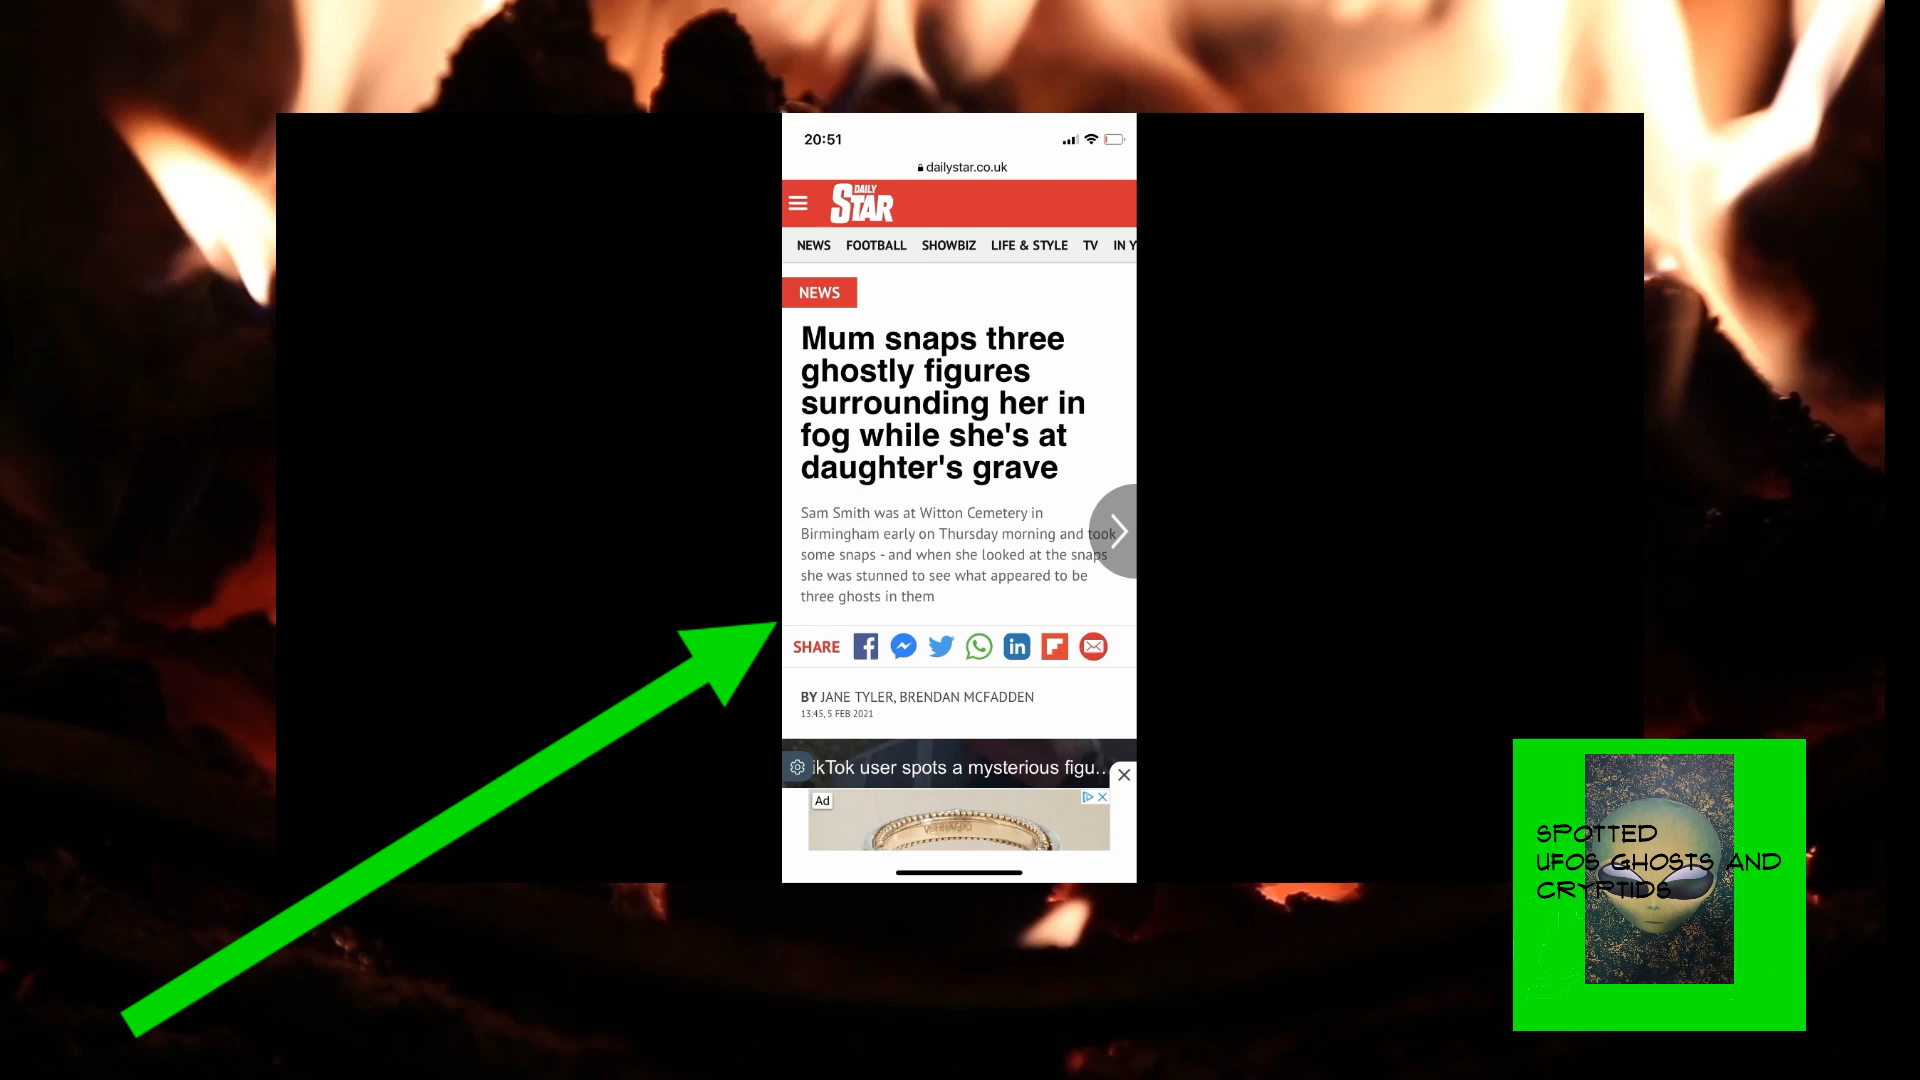 20:51
dailystar.co.uk
DAILY
STAR
NEWS FOOTBALL SHOWBIZ LIFE & STYLE TV IN Y
NEWS
Mum snaps three
ghostly figures
surrounding her in
fog while she's at
daughter's grave
Sam Smith was at Witton Cemetery in
Birmingham early on Thursday morning and took
some snaps - and when she looked at the snaps
she was stunned to see what appeared to be
three ghosts in them
SHARE
BY JANE TYLER, BRENDAN MCFADDEN
13:45, 5 FEB 2021
ikTok user spots a mysterious figu..
Ad
SPOTTED
UFOS GHOSTS AND
CRYPTIDS